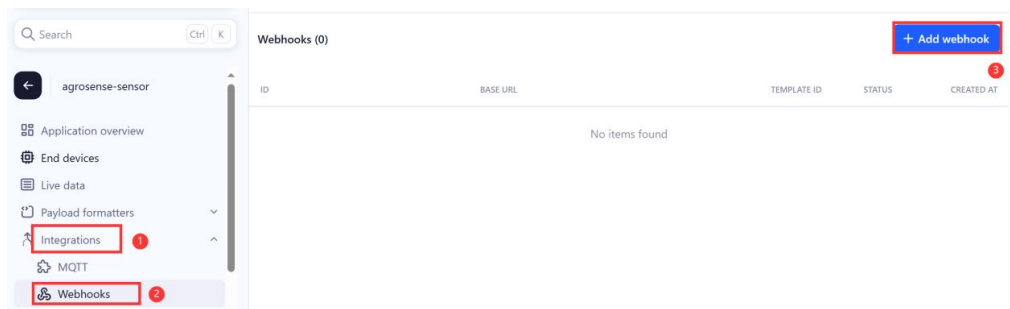 Search Ctrl K
agrosense-sensor
Application overview
End devices
Live data
Payload formatters
Integrations 1
MQTT
Webhooks 2
Webhooks (0)
+ Add webhook
3
ID BASE URL TEMPLATE ID STATUS CREATED AT
No items found